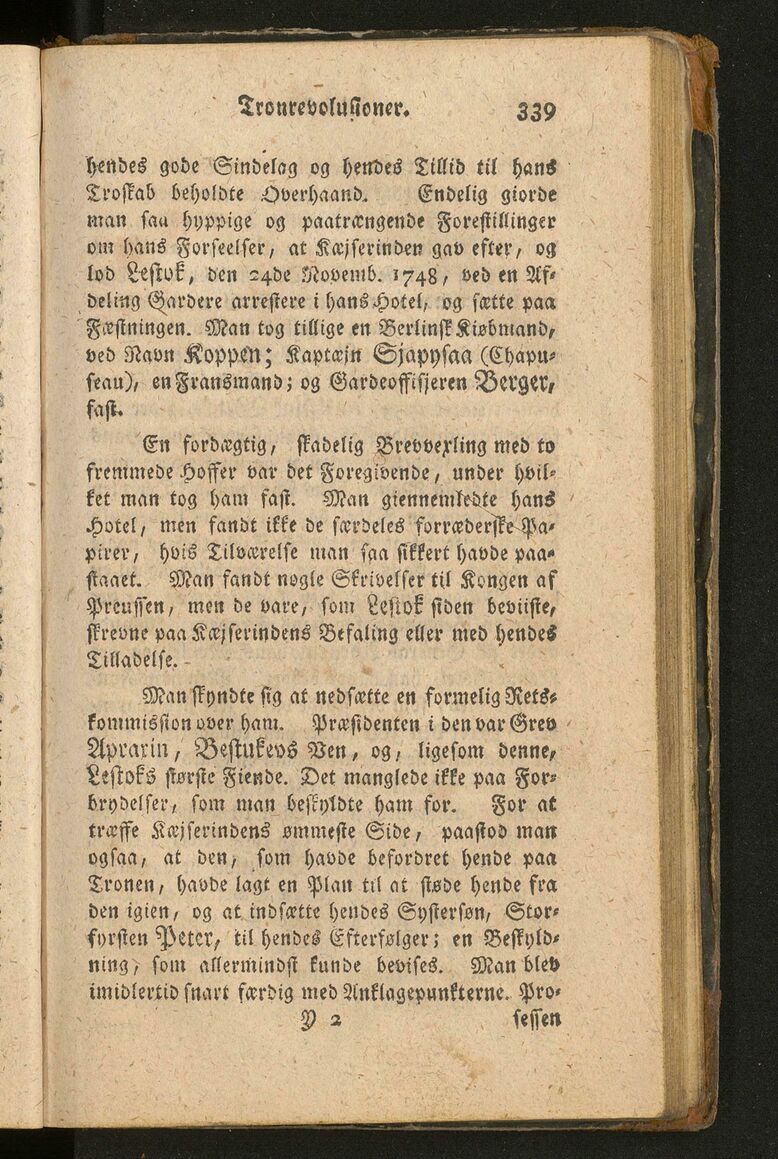 Tronrevolusioner. 339
hendes gode Sindelag og hendes Tillid til hans
Troskab beholdte Overhaand. Endelig giorde
man saa hyppige og paatrængende Forestillinger
om hans Forseelser, at Kæjserinden gav efter, og
lod Lestok, den 24de Novemb. 1748, ved en Af-
deling Gardere arrestere i hans Hotel, og sætte paa
Fæstningen. Man tog tillige en Berlinsk Kiøbmand,
ved Navn Koppen; Kaptæjn Sjapysaa (Chapu-
seau), en Fransmand; og Gardeoffisjeren Berger,
fast.
En fordægtig, skadelig Brevvexling med to
fremmede Hoffer var det Foregivende, under hvil-
ket man tog ham fast. Man giennemledte hans
Hotel, men fandt ikke de særdeles forræderske Pa-
pirer, hvis Tilværelse man saa sikkert havde paa-
staaet. Man fandt nogle Skrivelser til Kongen af
Preussen, men de vare, som Lestok siden beviiste,
skrevne paa Kæjserindens Befaling eller med hendes
Tilladelse.
Man skyndte sig at nedsætte en formelig Rets-
kommission over ham. Præsidenten i den var Grev
Apraxin, Bestukevs Ven, og, ligesom denne,
Lestoks største Fiende. Det manglede ikke paa For-
brydelser, som man beskyldte ham for. For at
træffe Kæjserindens ømmeste Side, paastod man
ogsaa, at den, som havde befordret hende paa
Tronen, havde lagt en Plan til at støde hende fra
den igien, og at indsætte hendes Systersøn, Stor-
fyrsten Peter, til hendes Efterfølger; en Beskyld-
ning, som allermindst kunde bevises. Man blev
imidlertid snart færdig med Anklagepunkterne. Pro-
Y 2 sessen